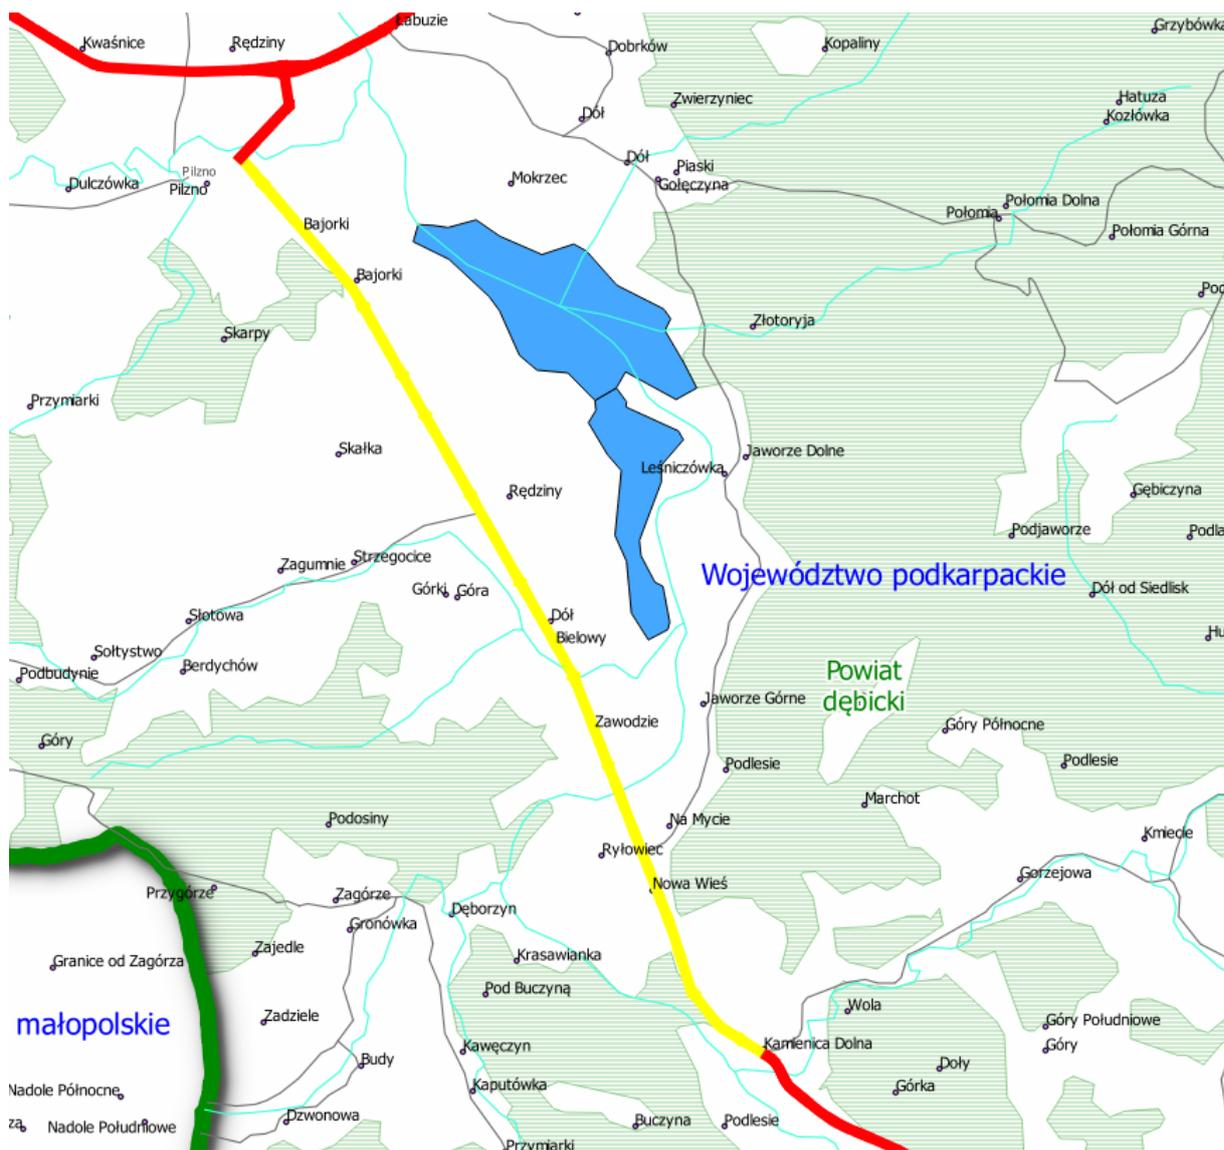 Łabuzie
Kwaśnice
Rędziny
Dobrków
Kopaliny
Grzybówka
Zwierzyniec
Hatuza
Dół
Kozłówka
Dół
Piaski
Pilzno
Dulczówka
Pilzno
Mokrzec
Gołęczyna
Połomia Dolna
Połomia
Bajorki
Połomia Górna
Bajorki
Złotoryja
Skarpy
Przymiarki
Skałka
Jaworze Dolne
Leśniczówka
Rędziny
Gębiczyna
Podjaworze
Podla
Strzegocice
Zagumnie
Województwo podkarpackie
Górki
Góra
Dół od Siedlisk
Słotowa
Dół
Bielowy
Hu
Sołtystwo
Berdychów
Podbudynie
Powiat
dębicki
Jaworze Górne
Zawodzie
Góry Północne
Góry
Podlesie
Podlesie
Marchot
Podosiny
Na Mycie
Kmiecie
Ryłowiec
Gorzejowa
Nowa Wieś
Przygórze
Zagórze
Dęborzyn
Gronówka
Zajedle
Krasawianka
Granice od Zagórza
Pod Buczyną
Wola
małopolskie
Zadziele
Góry Południowe
Kamienica Dolna
Kawęczyn
Góry
Budy
Doły
Nadole Północne
Kaputówka
Górka
Dzwonowa
Buczyna
Podlesie
za
Nadole Południowe
Przymiarki